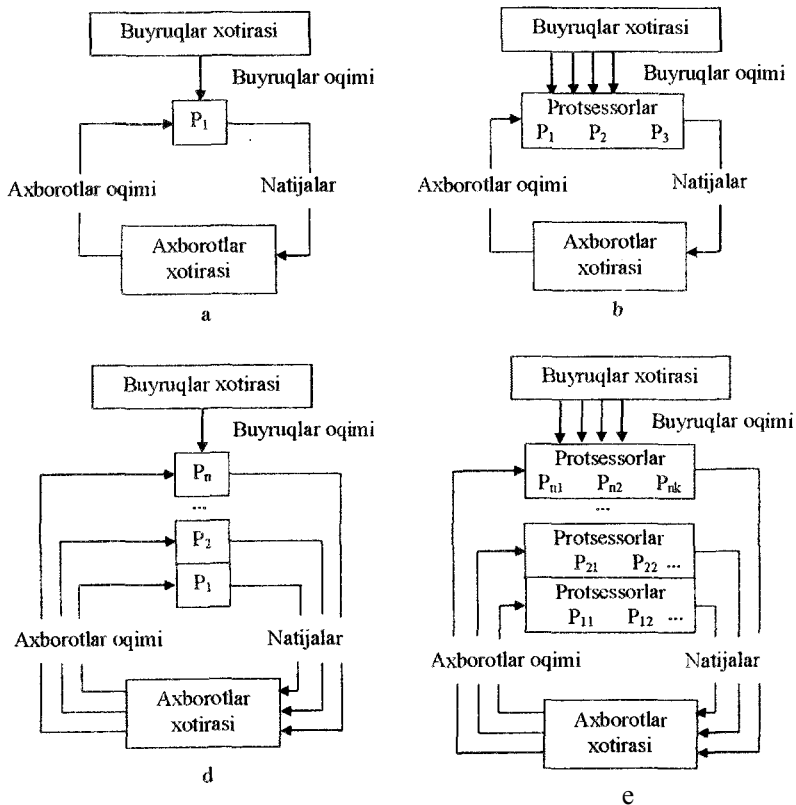 Buyruqlar xotirasi
Buyruqlar oqimi
P1
Axborotlar oqimi
Natijalar
Axborotlar
xotirasi
a
Buyruqlar xotirasi
Buyruqlar oqimi
Protsessorlar
P1 P2 P3
Axborotlar oqimi
Natijalar
Axborotlar
xotirasi
b
Buyruqlar xotirasi
Buyruqlar oqimi
Pn
...
P2
P1
Axborotlar oqimi
Natijalar
Axborotlar
xotirasi
d
Buyruqlar xotirasi
Buyruqlar oqimi
Protsessorlar
Pn1 Pn2 Pnk
...
Protsessorlar
P21 P22 ...
Protsessorlar
P11 P12 ...
Axborotlar oqimi
Natijalar
Axborotlar
xotirasi
e